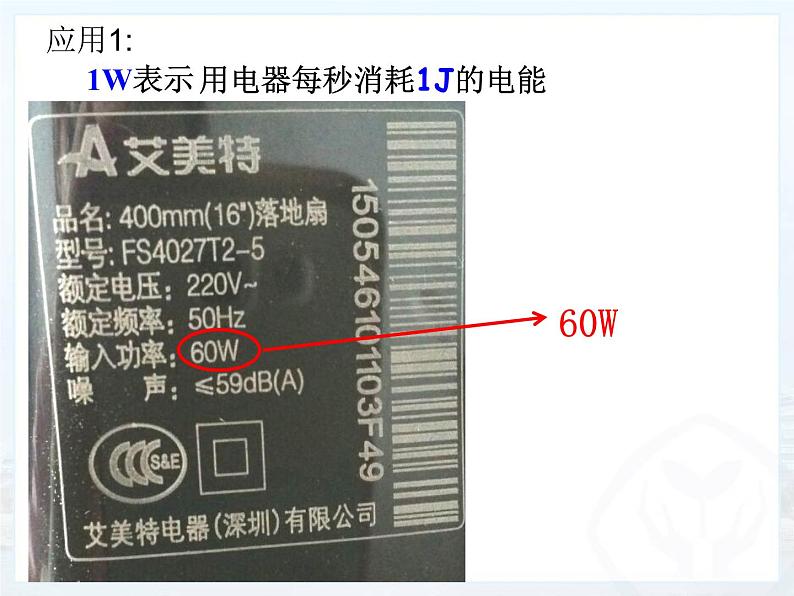 应用1:
1W表示 用电器每秒消耗1J的电能
艾美特
品名: 400mm(16")落地扇
型号: FS4027T2-5
额定电压: 220V~
额定频率: 50Hz
输入功率: 60W
噪 声: ≤59dB(A)
S&E
艾美特电器(深圳)有限公司
150546101103F49
60W